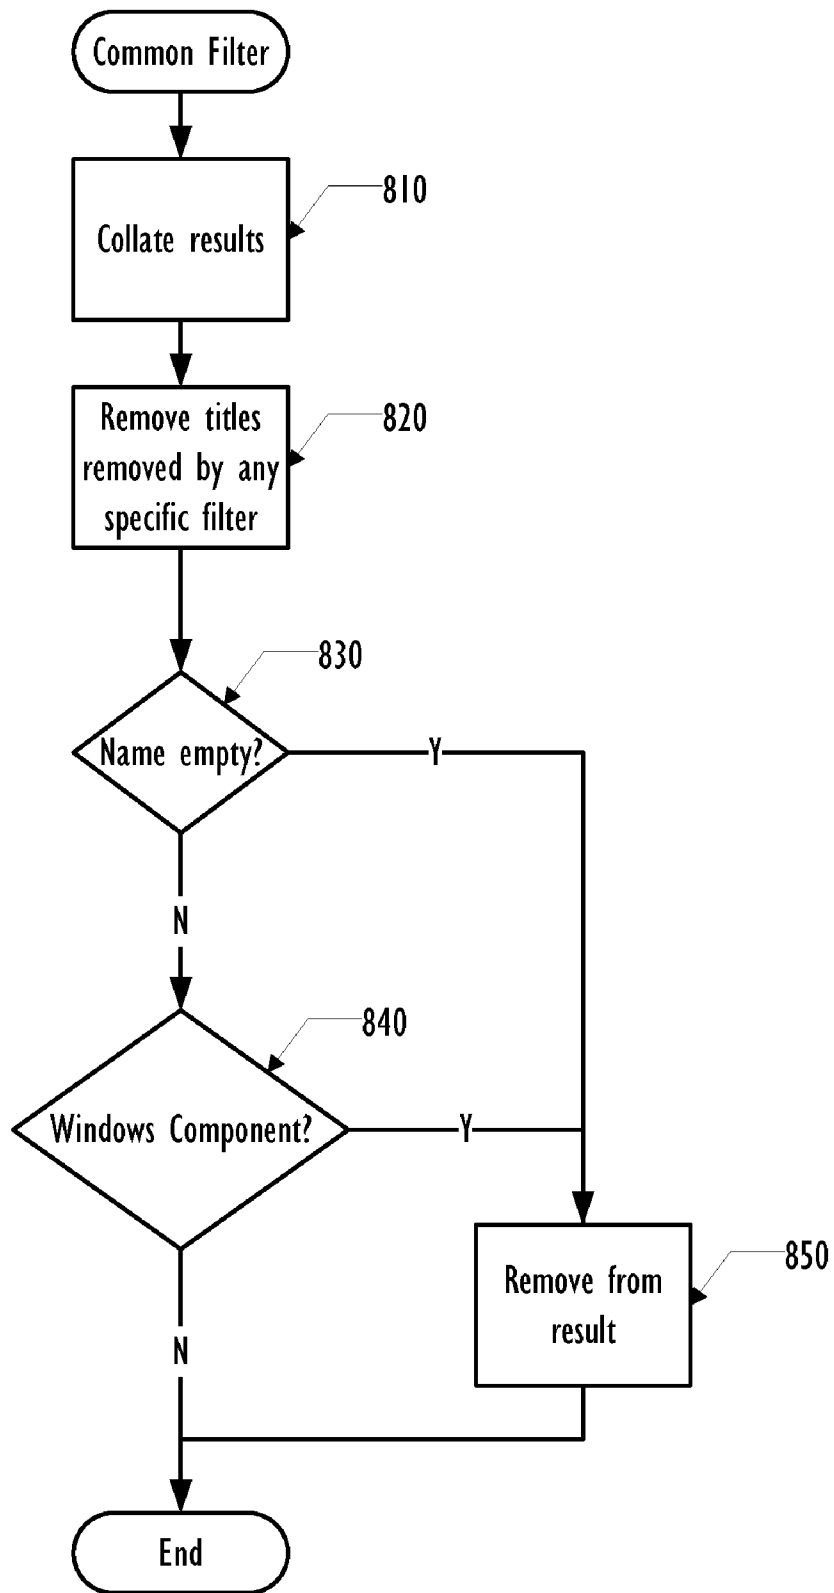 Common Filter
810
Collate results
820
Remove titles
removed by any
specific filter
830
Name empty?
Y
N
840
Windows Component?
Y
850
Remove from
result
N
End